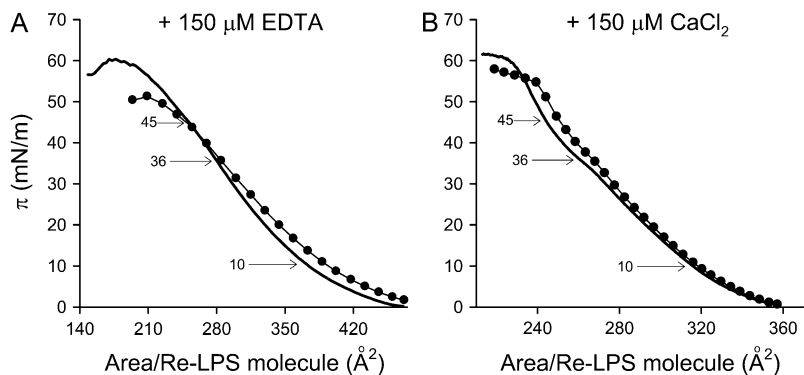 A
+ 150 μM EDTA
70
60
50
40
30
20
10
0
π (mN/m)
45
36
10
140 210 280 350 420
Area/Re-LPS molecule (Å²)
B
+ 150 μM CaCl₂
70
60
50
40
30
20
10
0
45
36
10
240 280 320 360
Area/Re-LPS molecule (Å²)